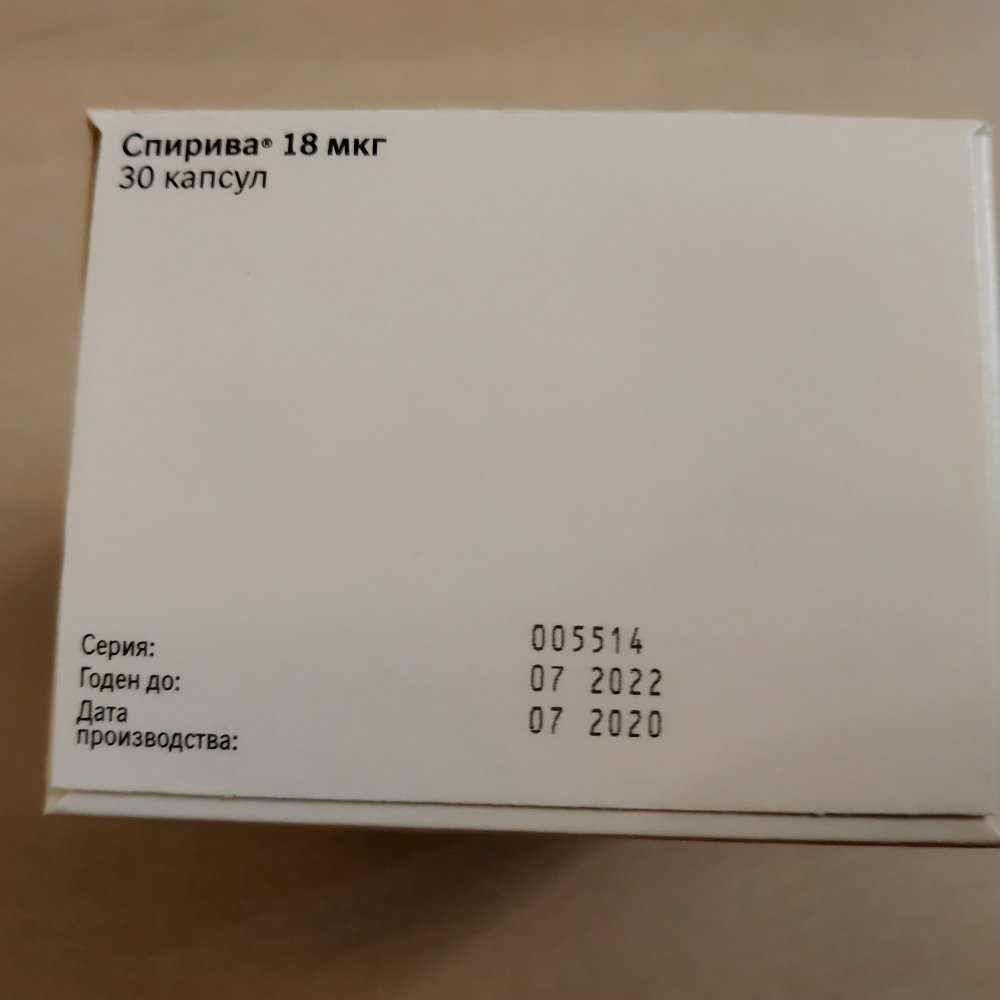 Спирива® 18 мкг
30 капсул
Серия: 005514
Годен до: 07 2022
Дата
производства: 07 2020